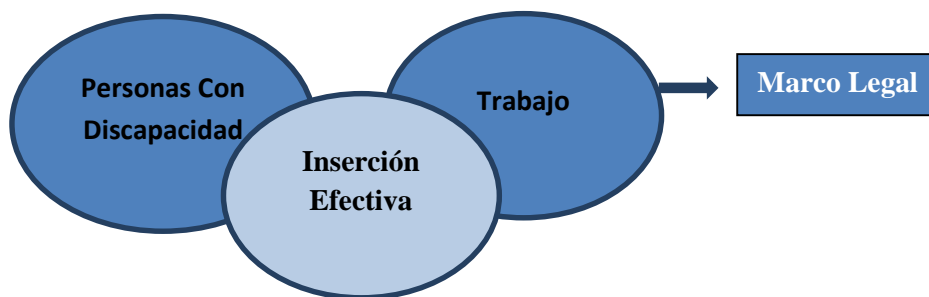 Personas Con
Discapacidad
Trabajo
Marco Legal
Inserción
Efectiva